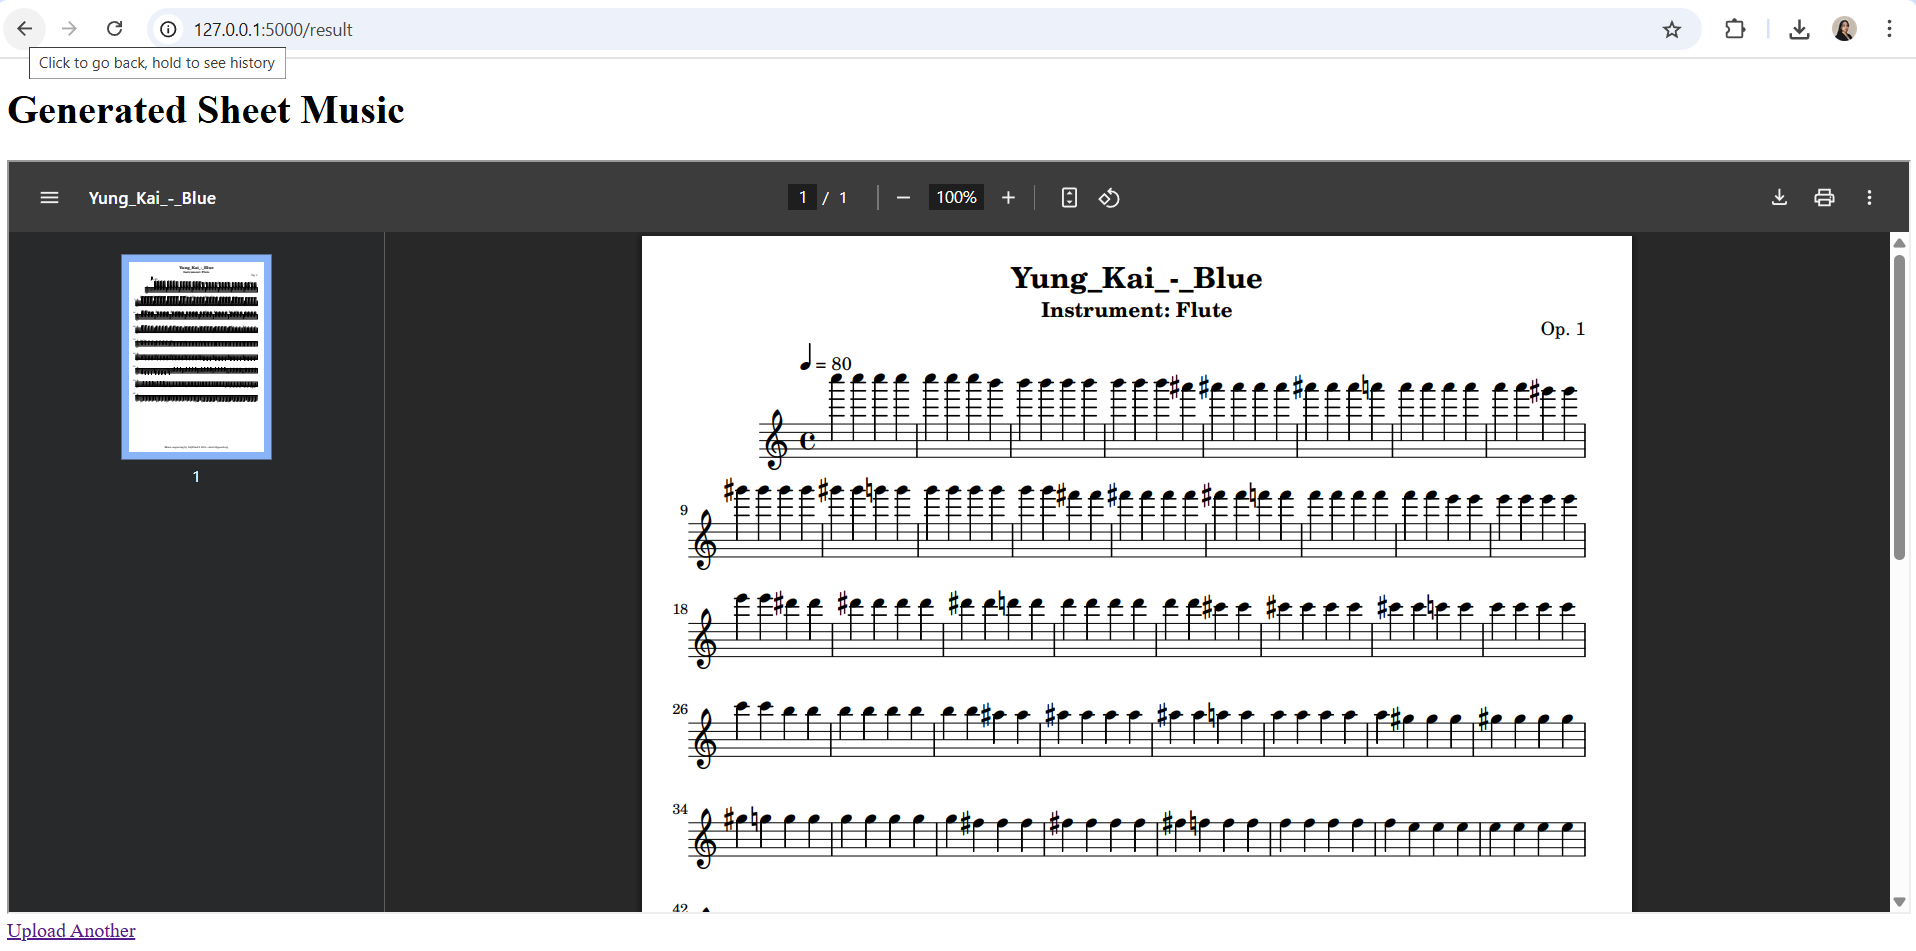 127.0.0.1:5000/result
Click to go back, hold to see history
Generated Sheet Music
Yung_Kai_-_Blue
1 / 1
100%
1
Yung_Kai_-_Blue
Instrument: Flute
Op. 1
= 80
9
18
26
34
42
Upload Another